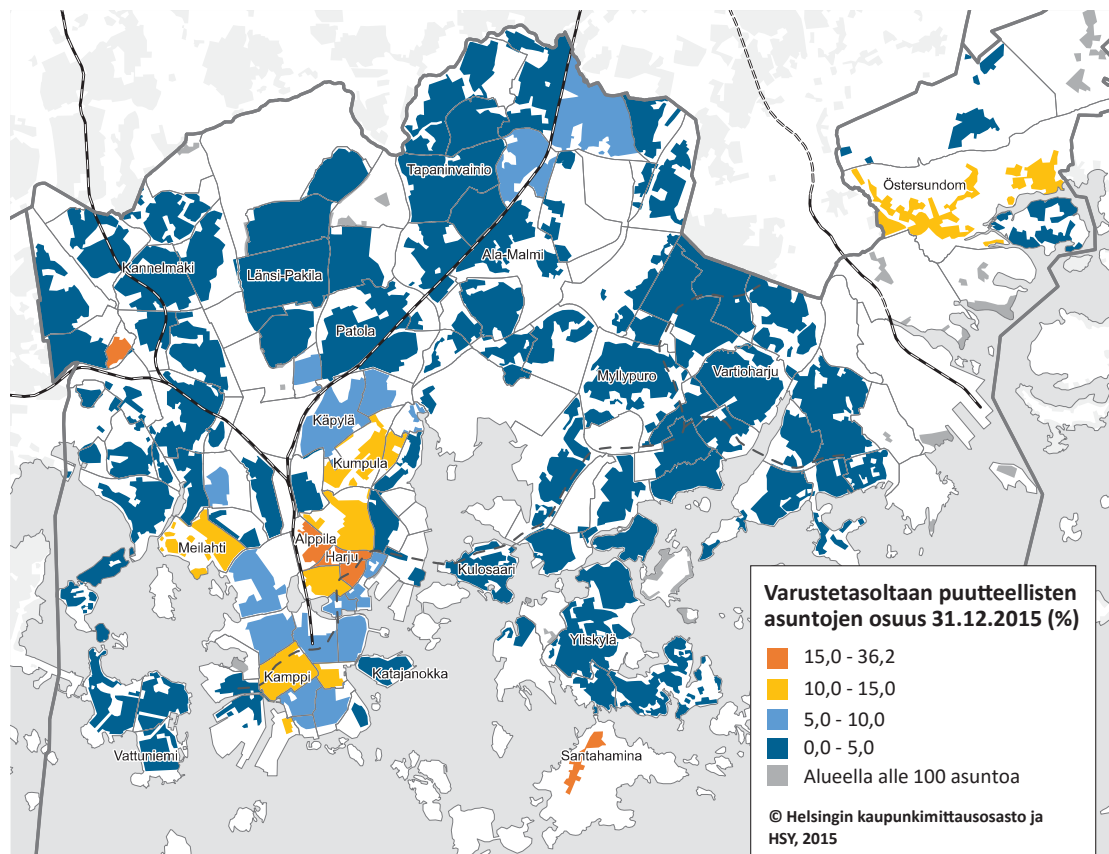 Tapaninvainio
Östersundom
Ala-Malmi
Kannelmäki
Länsi-Pakila
Patola
Myllypuro
Vartioharju
Käpylä
Kumpula
Alppila
Meilahti
Harju
Kulosaari
Yliskylä
Kamppi
Katajanokka
Vattuniemi
Santahamina
Varustetasoltaan puutteellisten
asuntojen osuus 31.12.2015 (%)
15,0 - 36,2
10,0 - 15,0
5,0 - 10,0
0,0 - 5,0
Alueella alle 100 asuntoa
© Helsingin kaupunkimittausosasto ja
HSY, 2015